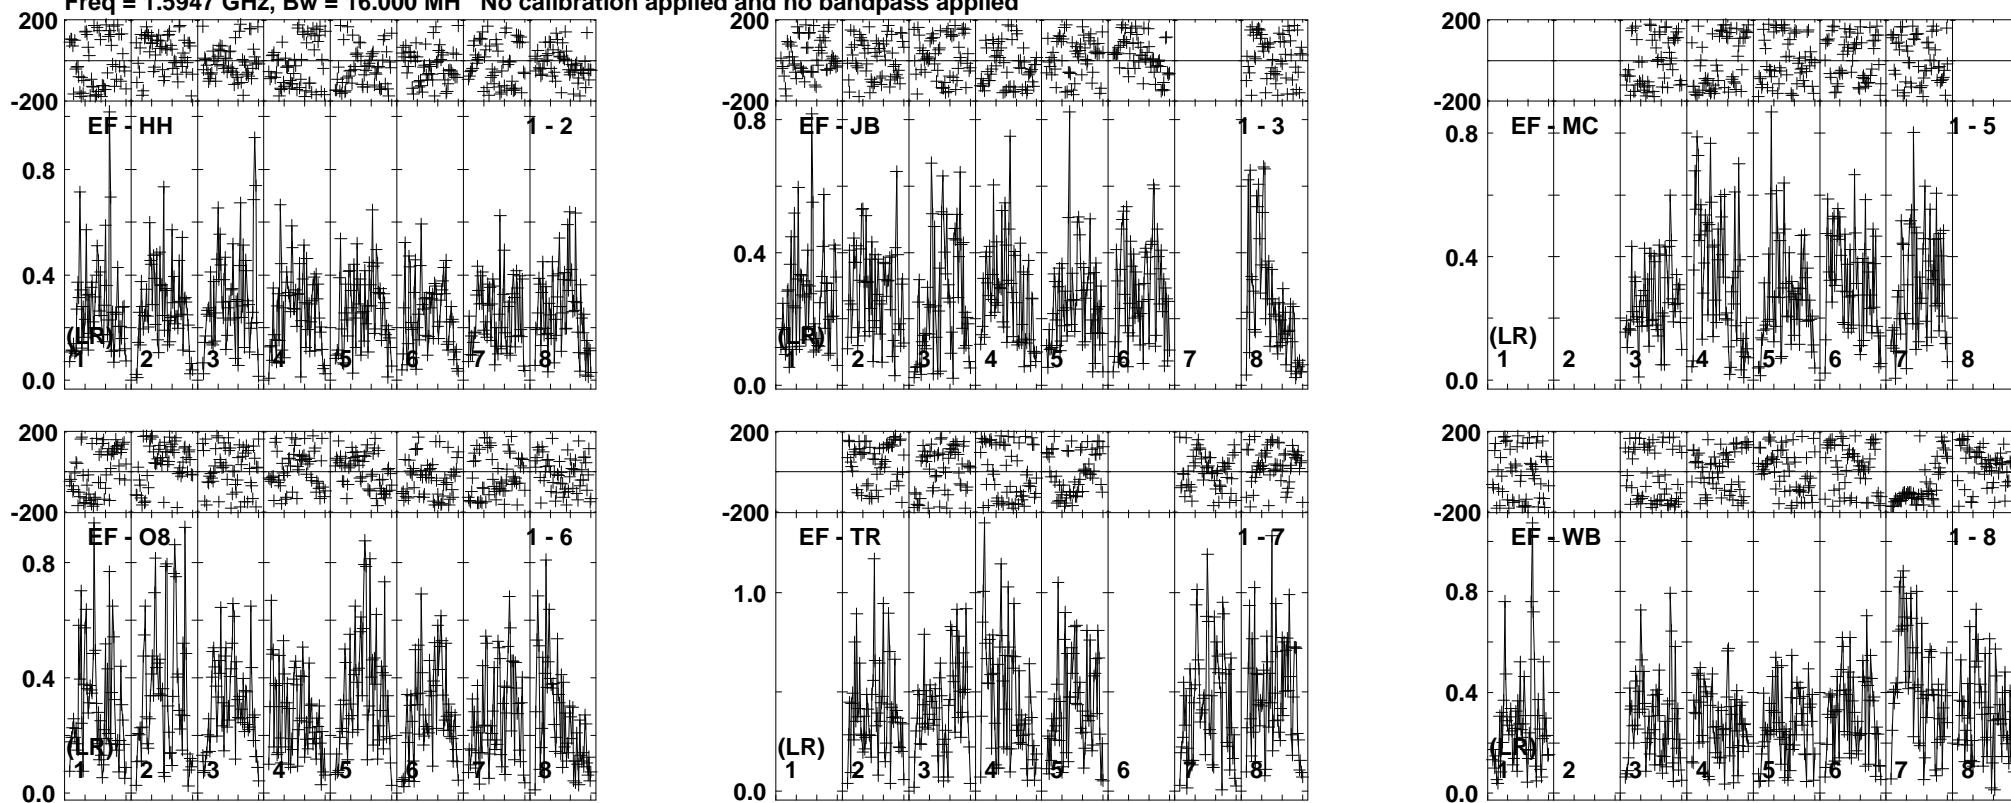 Freq = 1.5947 GHz, Bw = 16.000 MH No calibration applied and no bandpass applied
200
-200
EF - HH 1 - 2
0.8
0.4
(LR)
1 2 3 4 5 6 7 8
0.0
200
-200
0.8
EF - JB 1 - 3
0.4
(LR)
1 2 3 4 5 6 7 8
0.0
200
-200
EF - MC 1 - 5
0.8
0.4
(LR)
1 2 3 4 5 6 7 8
0.0
200
-200
EF - O8 1 - 6
0.8
0.4
(LR)
1 2 3 4 5 6 7 8
0.0
200
-200
EF - TR 1 - 7
1.0
(LR)
1 2 3 4 5 6 7 8
0.0
200
-200
EF - WB 1 - 8
0.8
0.4
(LR)
1 2 3 4 5 6 7 8
0.0